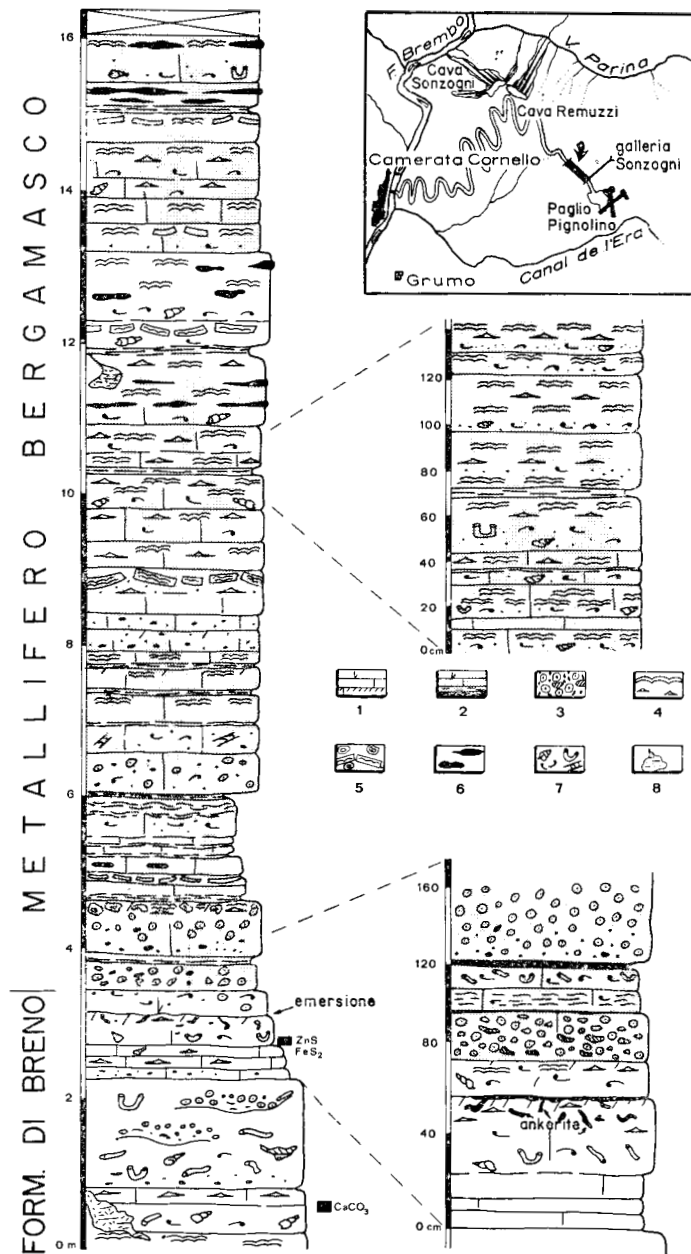 METALLIFERO BERGAMASCO
FORM. DI BRENO
16
14
12
10
8
6
4
2
0 m
emersione
ZnS
FeS2
CaCO3
F. Brembo
V. Parina
Cava
Sonzogni
Cava Remuzzi
Camerata Cornello
galleria
Sonzogni
Paglio
Pignolino
Canal de l'Era
Grumo
120
100
80
60
40
20
0 cm
1
2
3
4
5
6
7
8
160
120
80
40
0 cm
ankerita